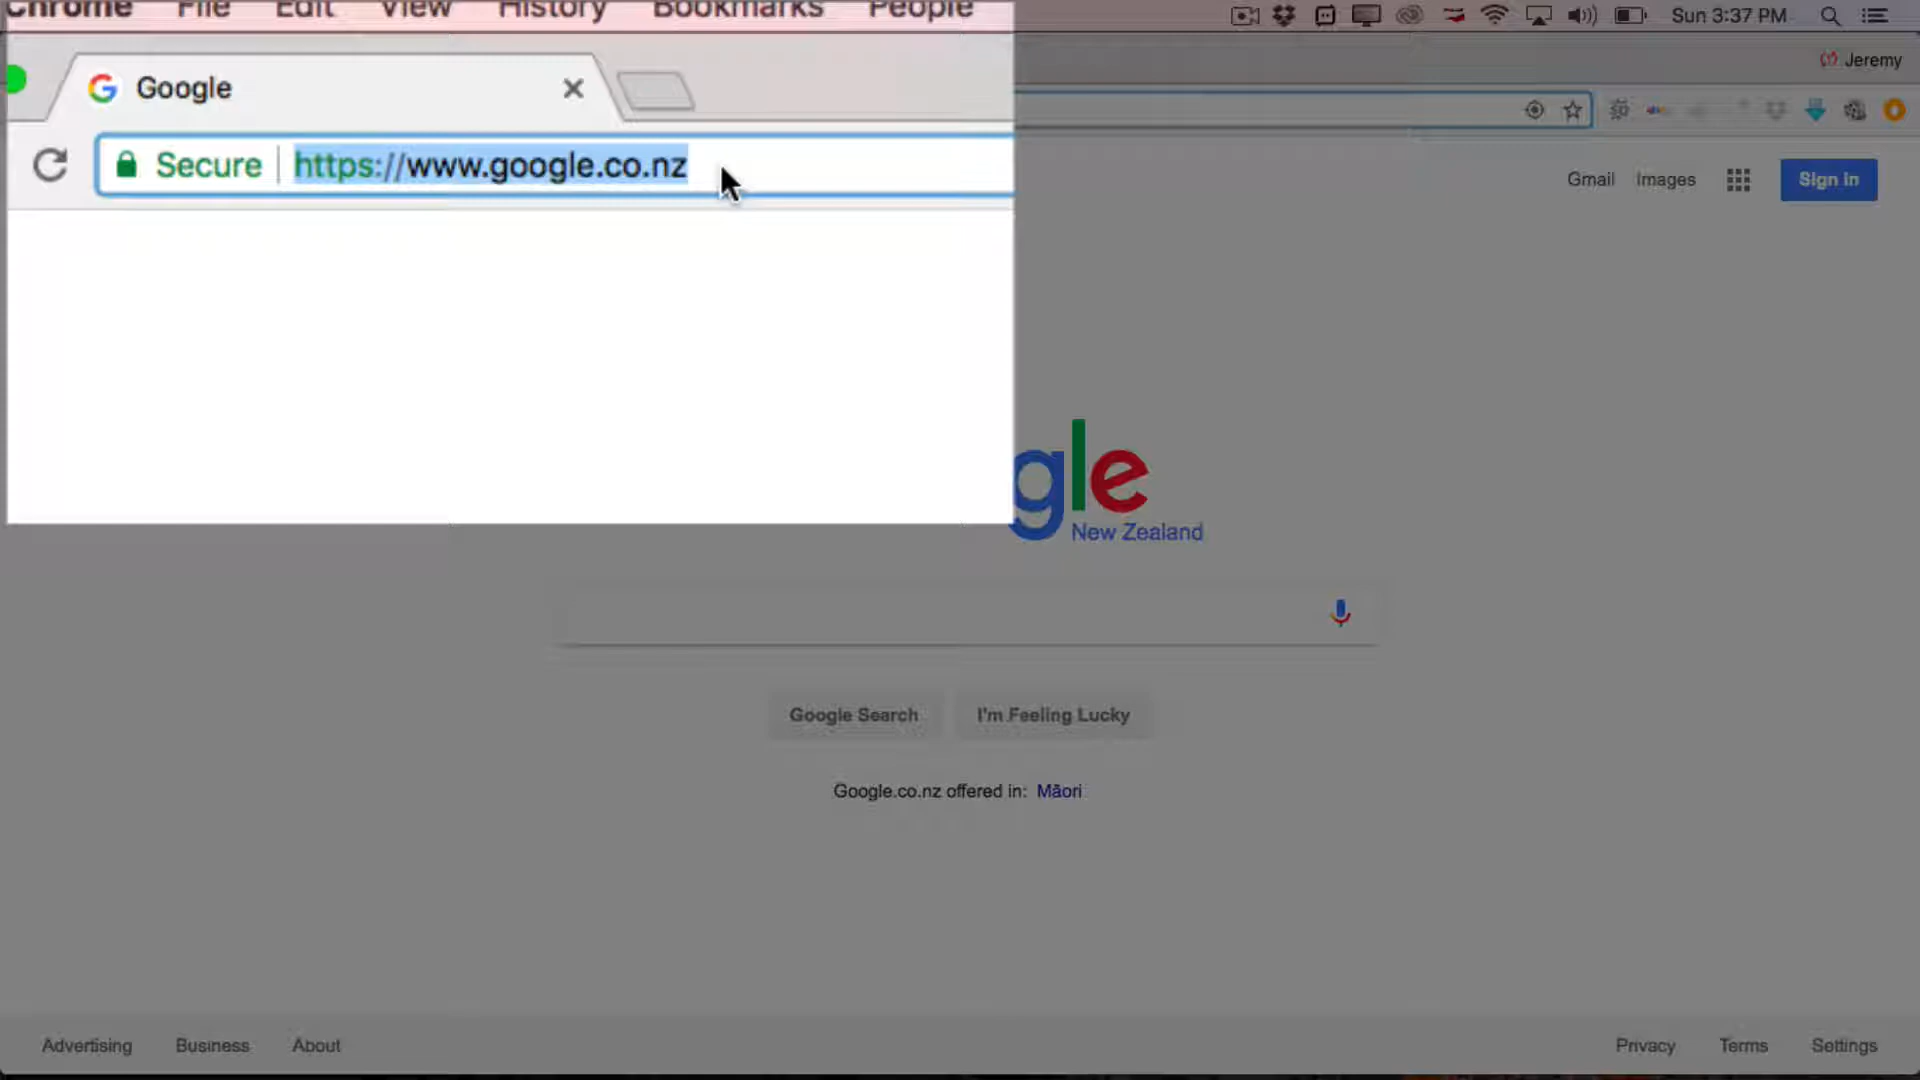 Chrome File Edit View History Bookmarks People
Sun 3:37 PM
Google
Jeremy
Secure https://www.google.co.nz
Gmail Images Sign in
gle
New Zealand
Google Search I'm Feeling Lucky
Google.co.nz offered in: Māori
Advertising Business About
Privacy Terms Settings